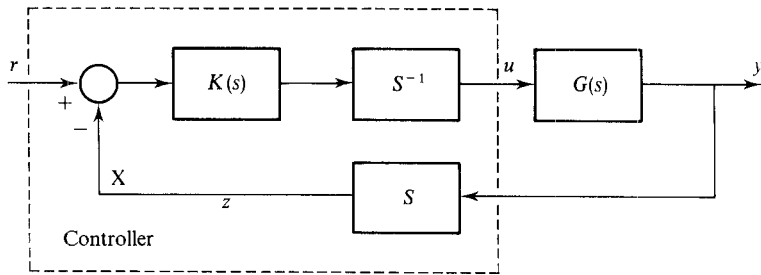 r
+
−
K(s)
S⁻¹
u
G(s)
y
X
z
S
Controller